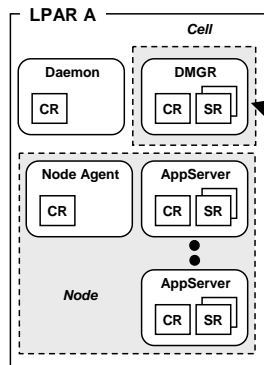 LPAR A
Cell
Daemon
CR
DMGR
CR SR
Node Agent
CR
AppServer
CR SR
Node
AppServer
CR SR